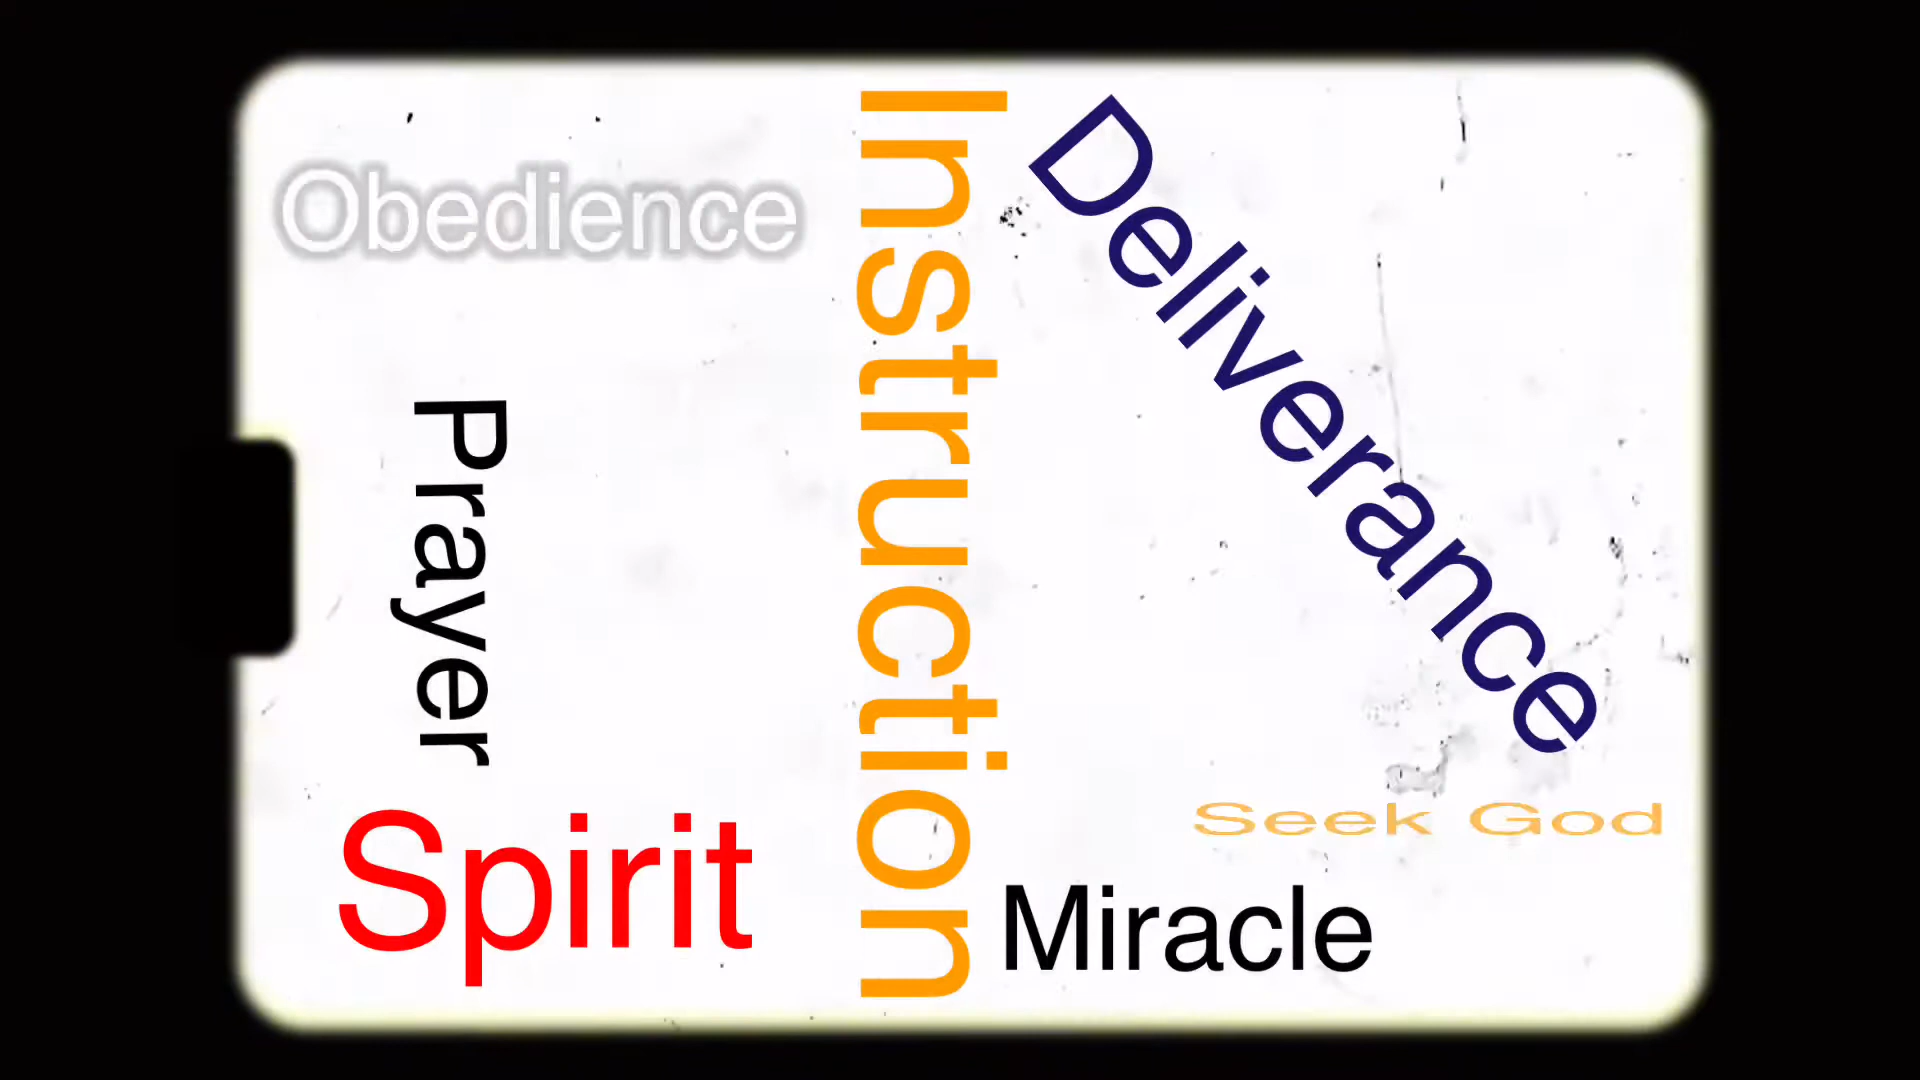 Obedience
Instruction
Deliverance
Prayer
Seek God
Spirit
Miracle